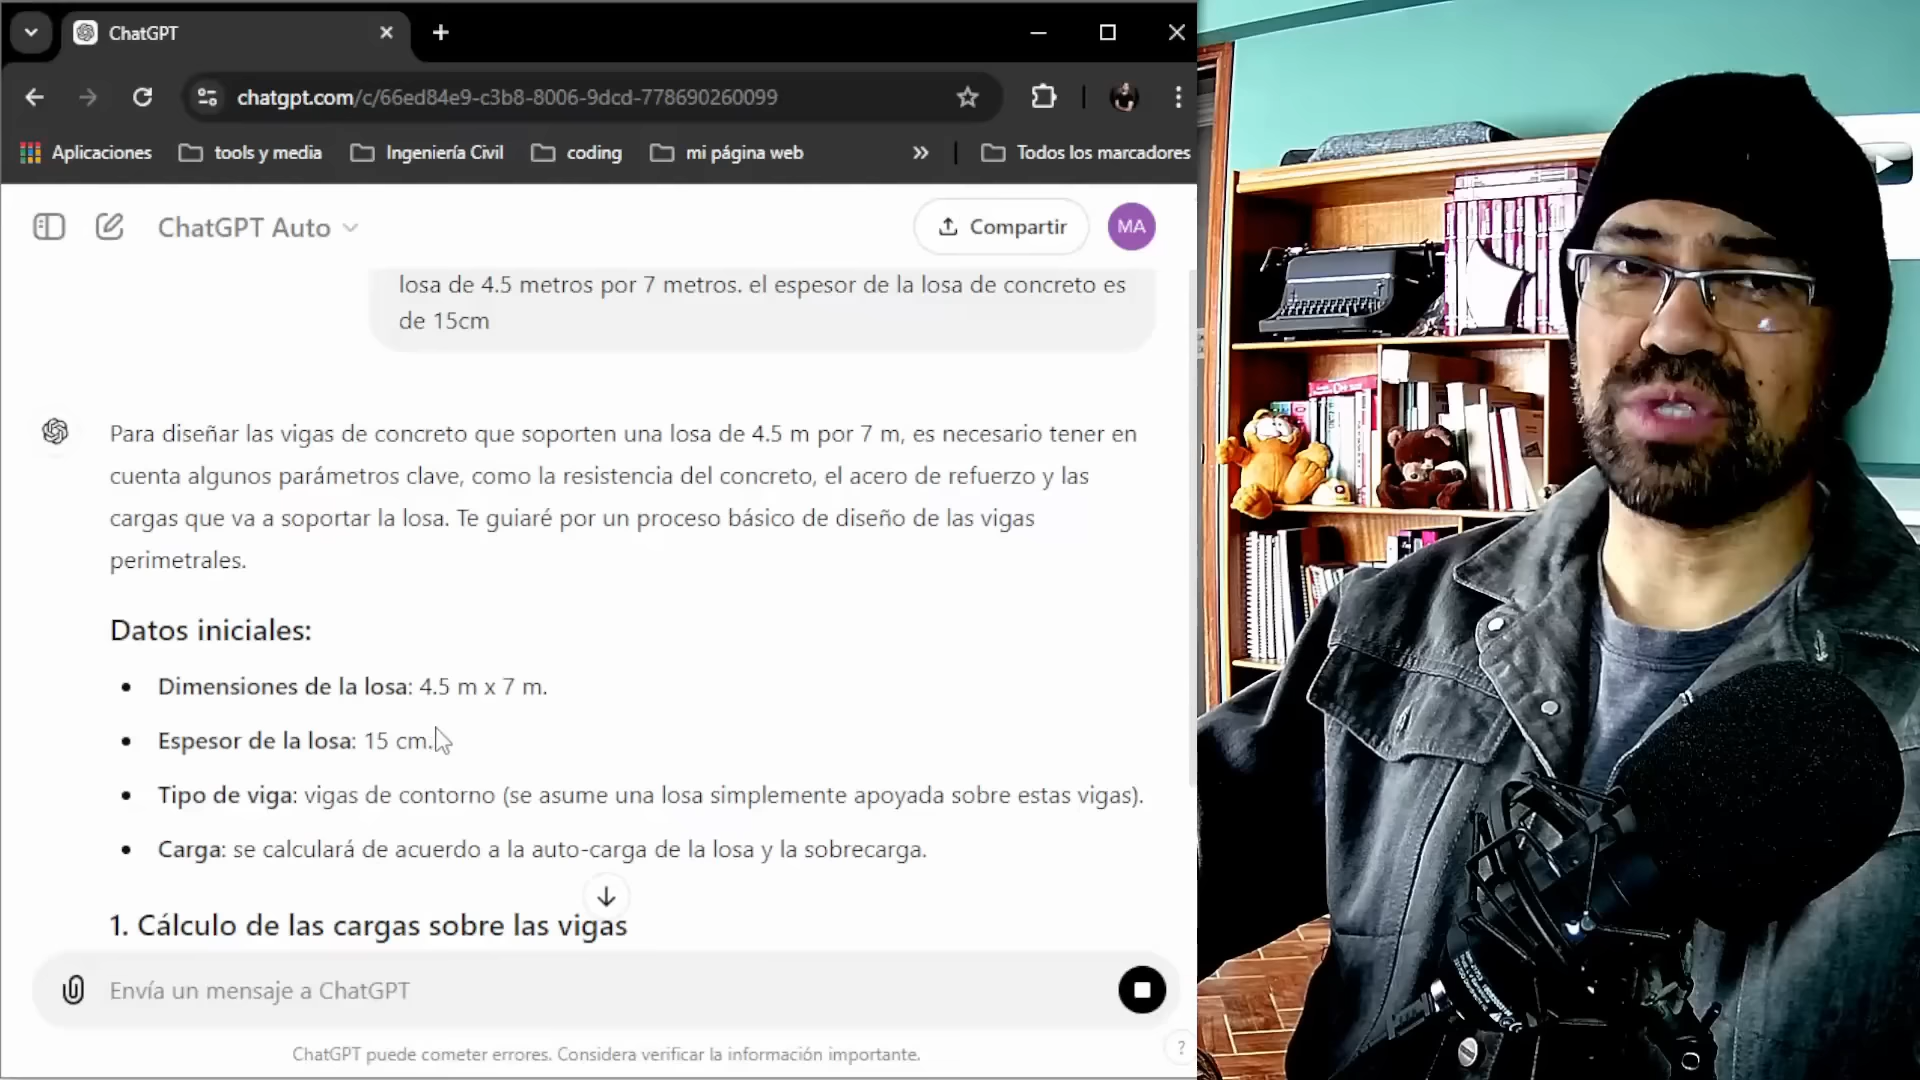 ChatGPT
chatgpt.com/c/66ed84e9-c3b8-8006-9dcd-778690260099
Aplicaciones
tools y media
Ingeniería Civil
coding
mi página web
Todos los marcadores
ChatGPT Auto
Compartir
MA
losa de 4.5 metros por 7 metros. el espesor de la losa de concreto es
de 15cm
Para diseñar las vigas de concreto que soporten una losa de 4.5 m por 7 m, es necesario tener en
cuenta algunos parámetros clave, como la resistencia del concreto, el acero de refuerzo y las
cargas que va a soportar la losa. Te guiaré por un proceso básico de diseño de las vigas
perimetrales.
Datos iniciales:
• Dimensiones de la losa: 4.5 m x 7 m.
• Espesor de la losa: 15 cm.
• Tipo de viga: vigas de contorno (se asume una losa simplemente apoyada sobre estas vigas).
• Carga: se calculará de acuerdo a la auto-carga de la losa y la sobrecarga.
1. Cálculo de las cargas sobre las vigas
Envía un mensaje a ChatGPT
ChatGPT puede cometer errores. Considera verificar la información importante.
?